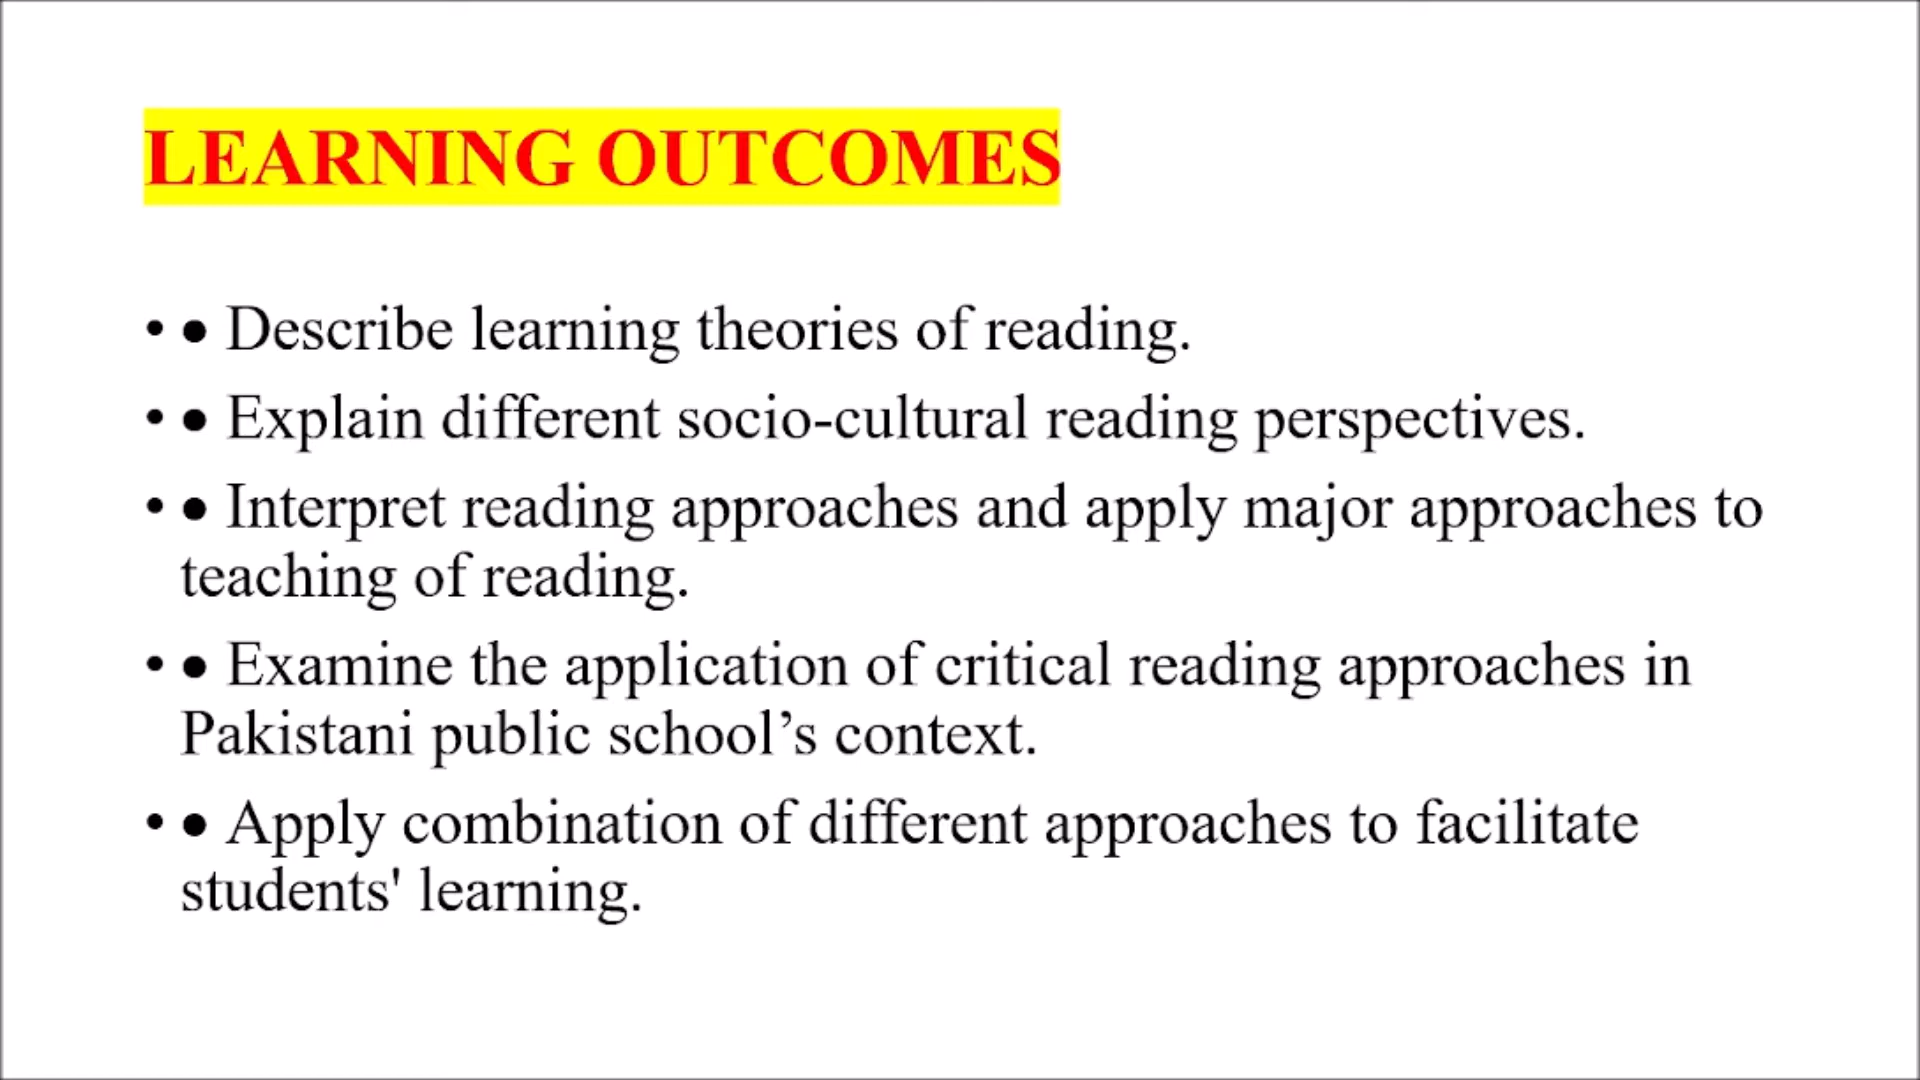 LEARNING OUTCOMES
• ● Describe learning theories of reading.
• ● Explain different socio-cultural reading perspectives.
• ● Interpret reading approaches and apply major approaches to
teaching of reading.
• ● Examine the application of critical reading approaches in
Pakistani public school’s context.
• ● Apply combination of different approaches to facilitate
students' learning.